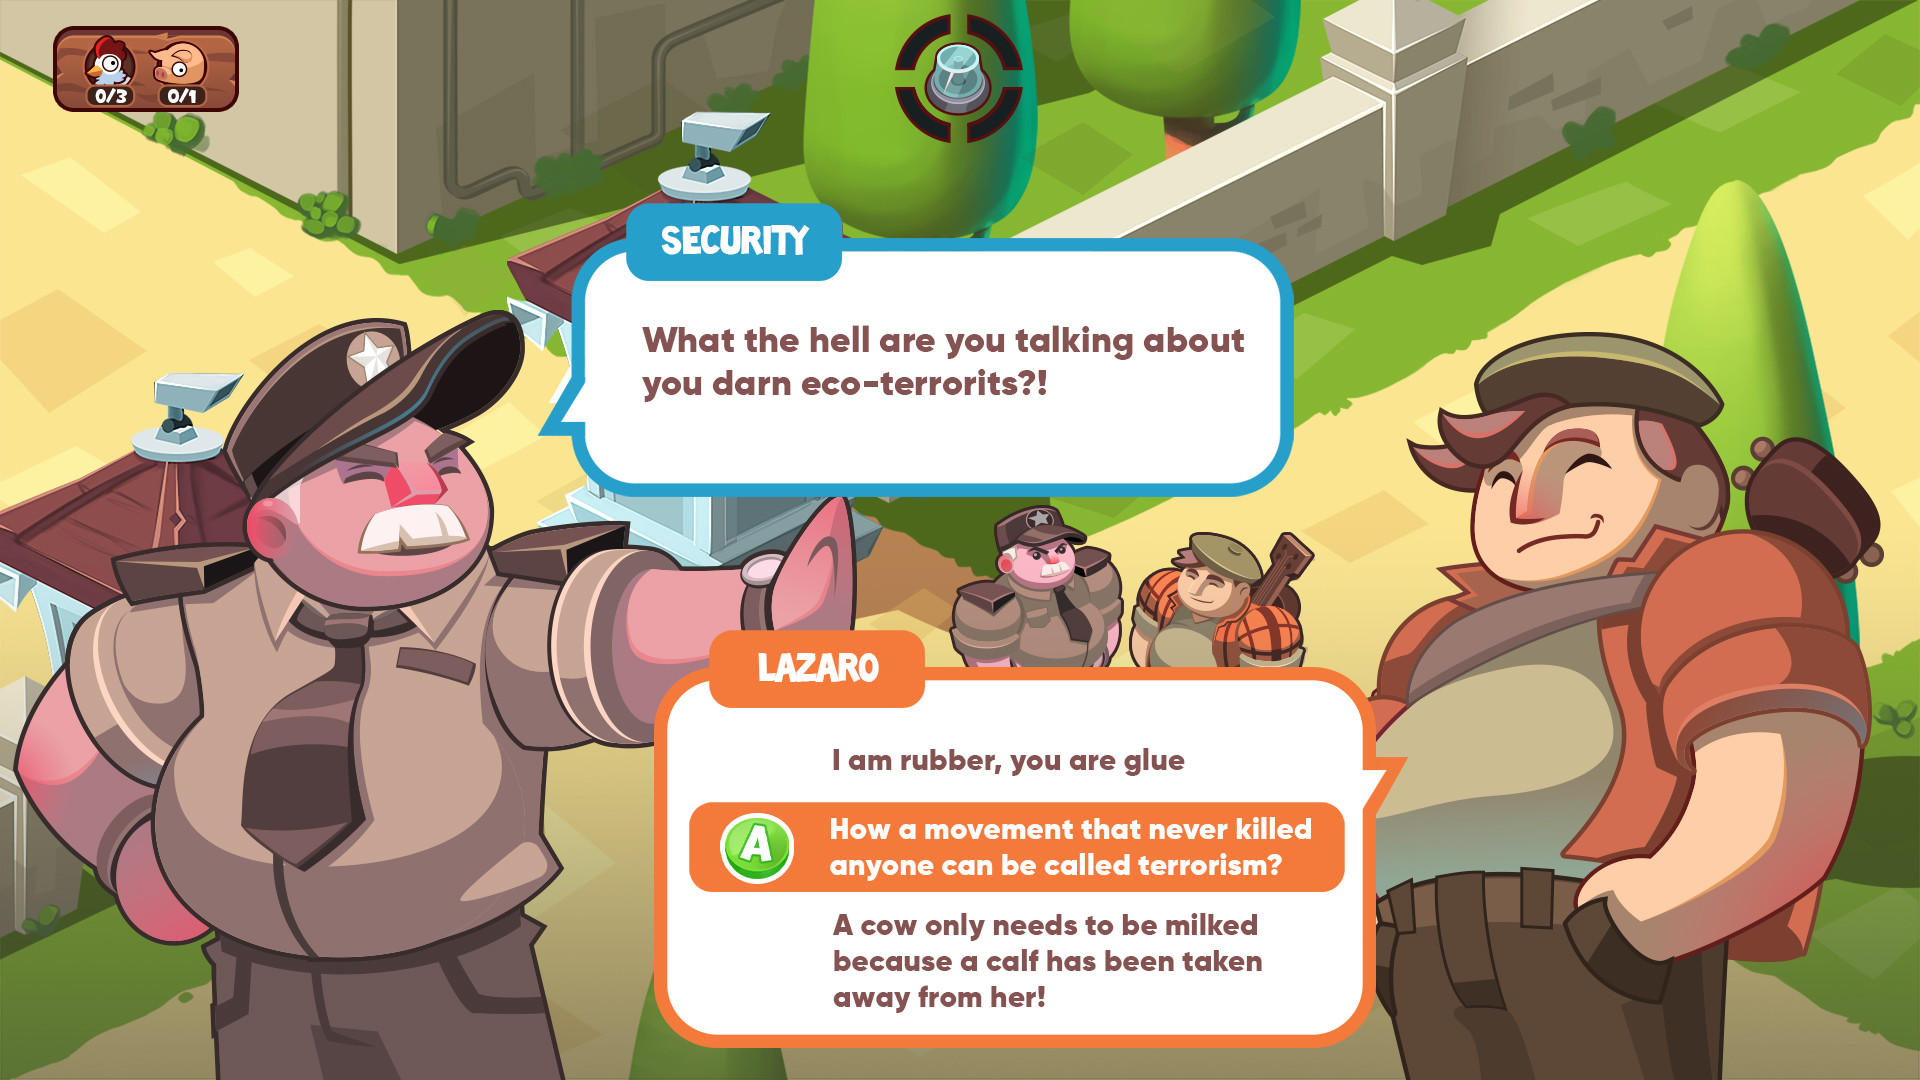 0/3 0/1
SECURITY
What the hell are you talking about
you darn eco-terrorits?!
LAZARO
I am rubber, you are glue
A
How a movement that never killed
anyone can be called terrorism?
A cow only needs to be milked
because a calf has been taken
away from her!